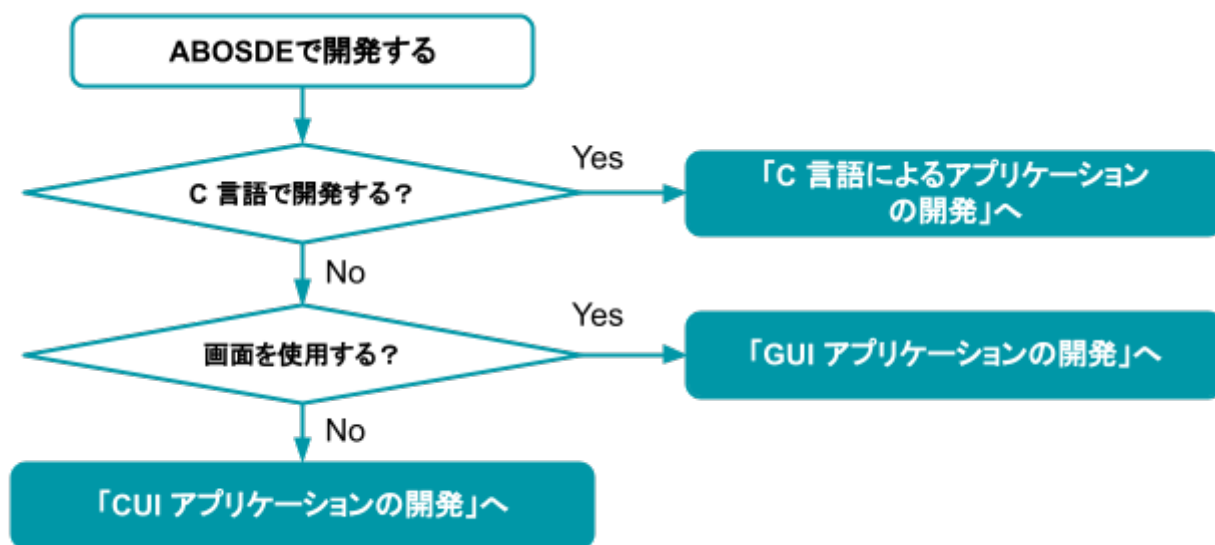 ABOSDEで開発する
C 言語で開発する？
Yes
「C 言語によるアプリケーション
の開発」へ
No
画面を使用する？
Yes
「GUI アプリケーションの開発」へ
No
「CUI アプリケーションの開発」へ